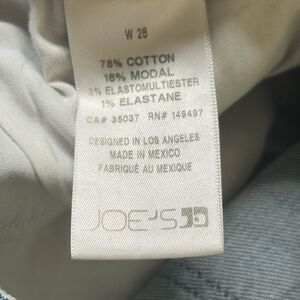 W 28
78% COTTON
18% MODAL
3% ELASTOMULTIESTER
1% ELASTANE
CA# 35037 RN# 149497
DESIGNED IN LOS ANGELES
MADE IN MEXICO
FABRIQUÉ AU MEXIQUE
JOE'S